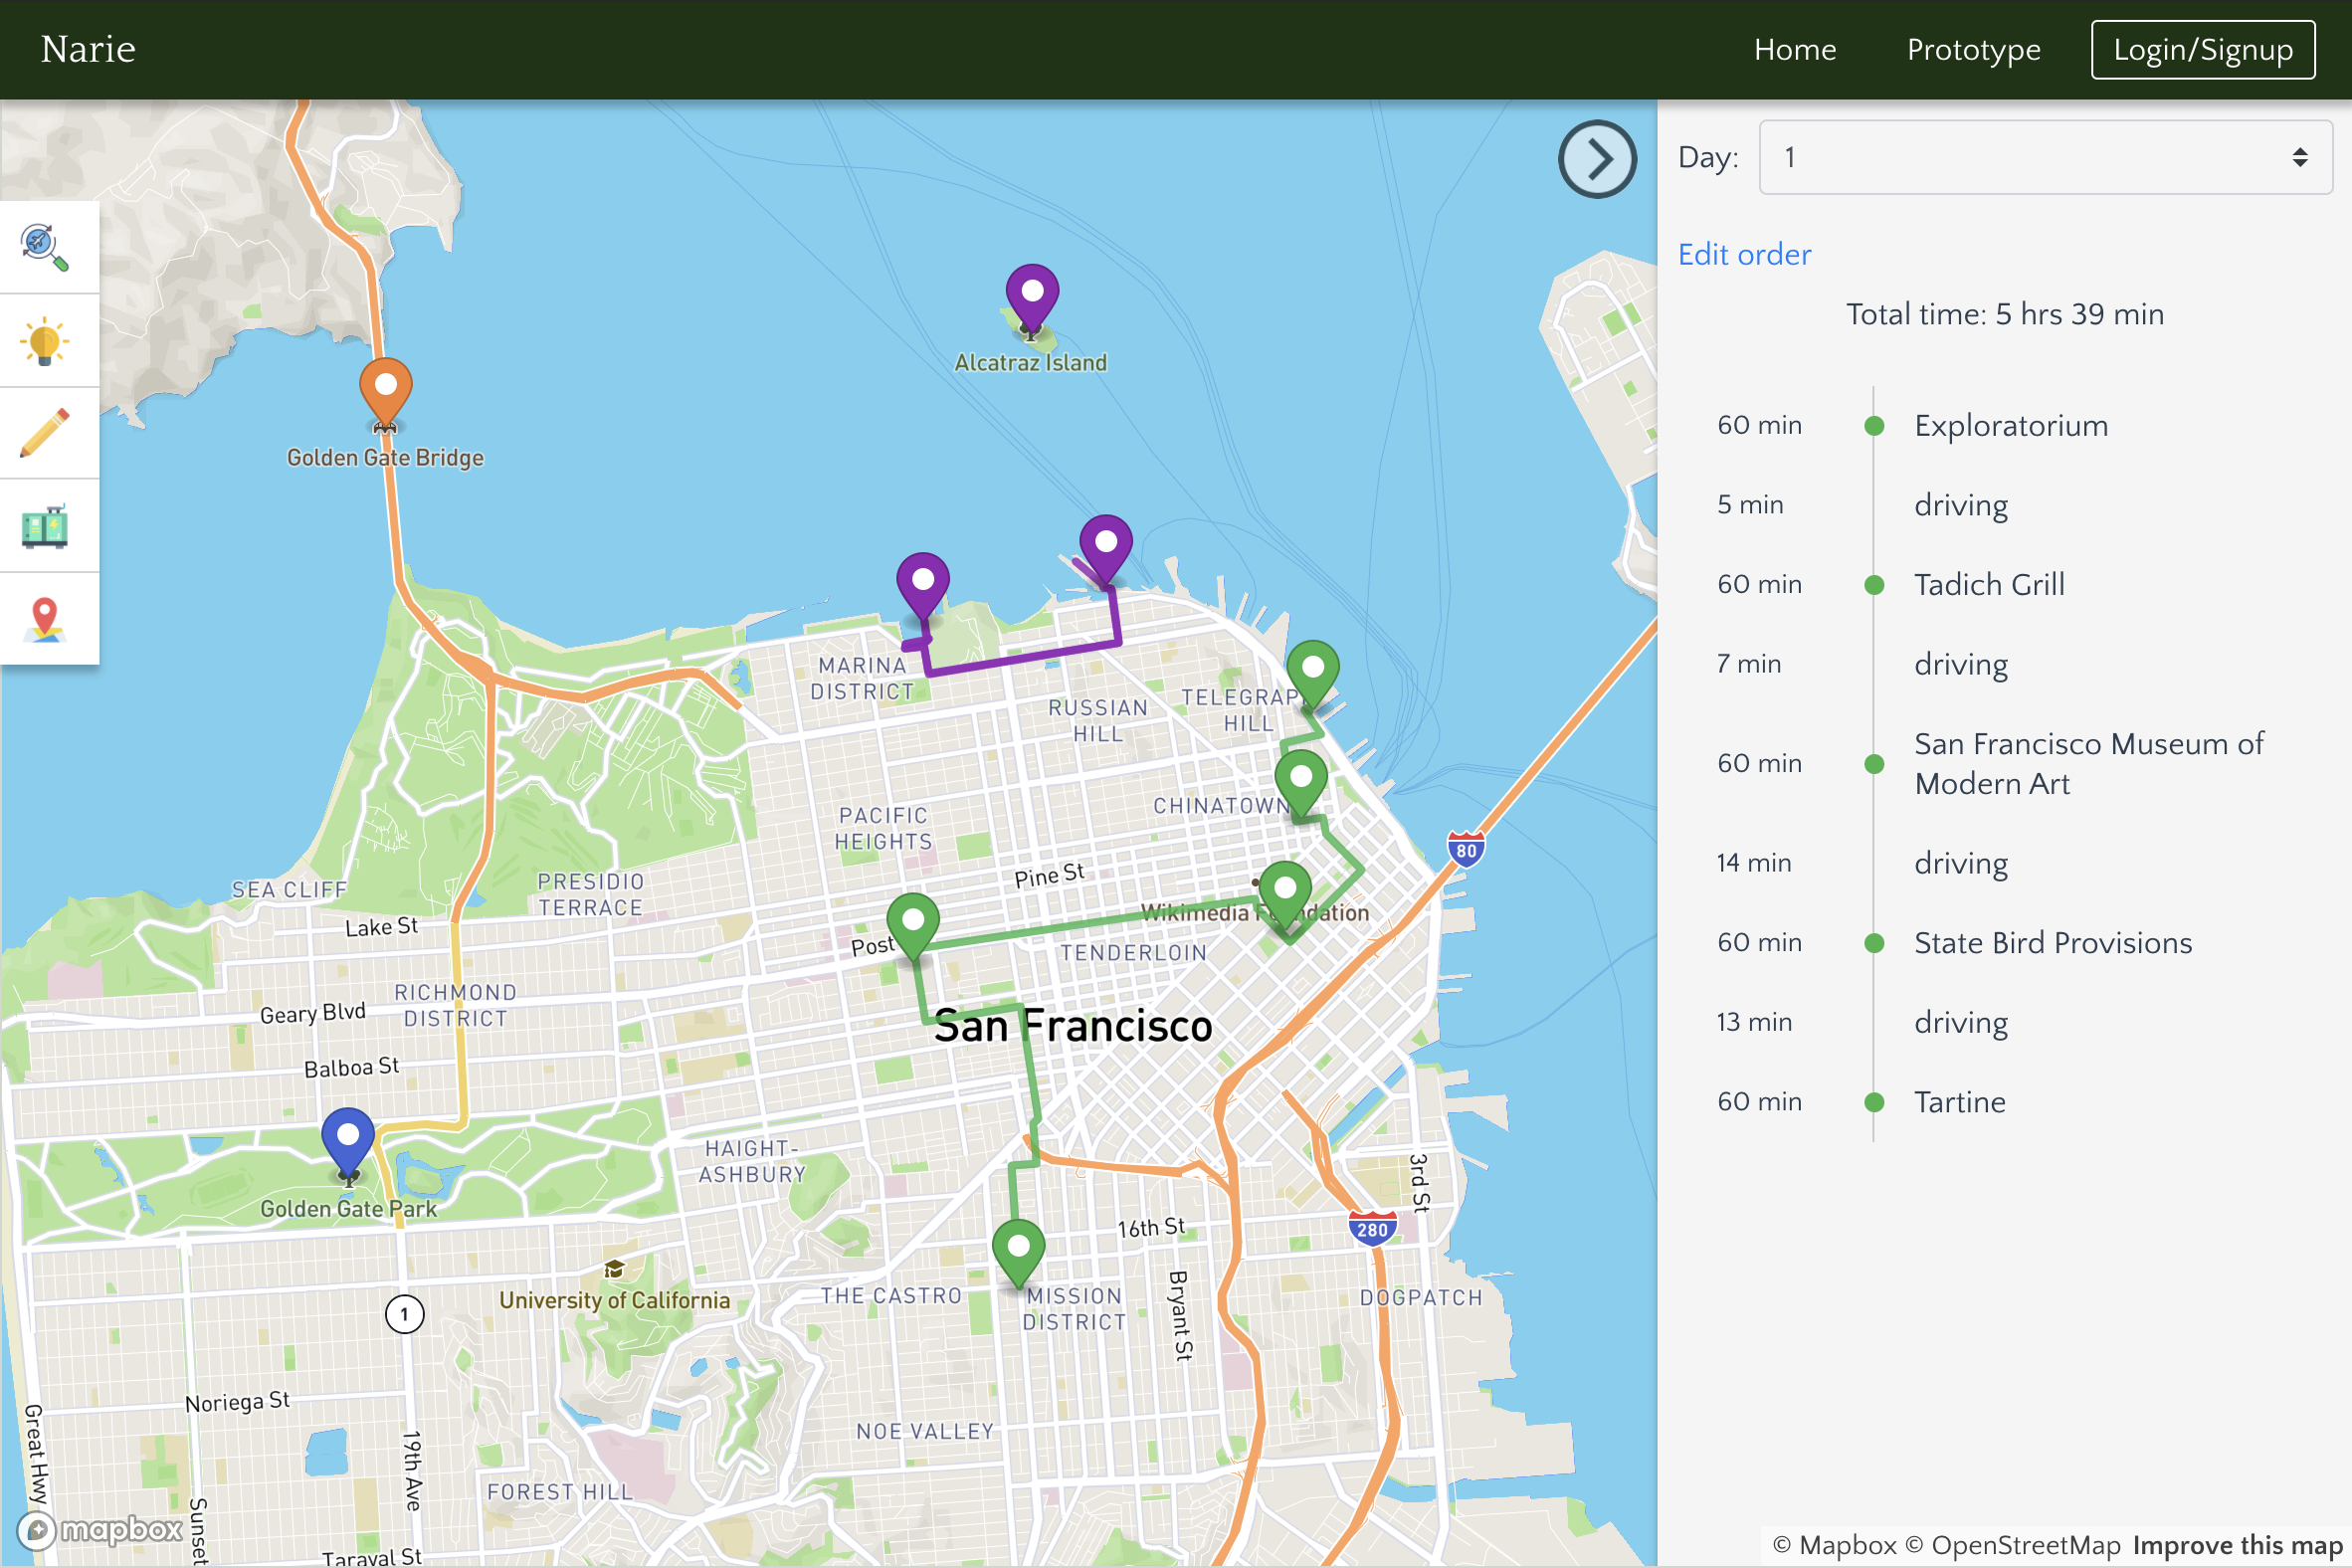 Narie
Home
Prototype
Login/Signup
Day:
1
Edit order
Total time: 5 hrs 39 min
60 min
Exploratorium
5 min
driving
60 min
Tadich Grill
7 min
driving
60 min
San Francisco Museum of
Modern Art
14 min
driving
60 min
State Bird Provisions
13 min
driving
60 min
Tartine
Alcatraz Island
Golden Gate Bridge
MARINA
DISTRICT
RUSSIAN
HILL
TELEGRAP
HILL
CHINATOWN
PACIFIC
HEIGHTS
80
Pine St
SEA CLIFF
PRESIDIO
TERRACE
Lake St
Wikimedia
Post
TENDERLOIN
RICHMOND
DISTRICT
Geary Blvd
San Francisco
Balboa St
HAIGHT-
ASHBURY
3rd St
Golden Gate Park
16th St
280
University of California
THE CASTRO
MISSION
DISTRICT
Bryant St
DOGPATCH
1
Noriega St
Great Hwy
19th Ave
NOE VALLEY
FOREST HILL
Sunset
mapbox
Taraval St
© Mapbox © OpenStreetMap Improve this map